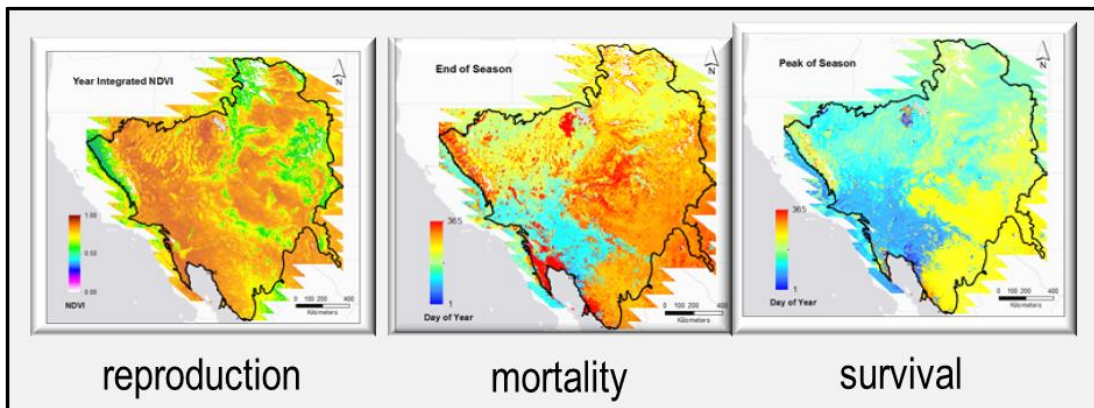 Year Integrated NDVI
N
1.00
0.50
0.00
NDVI
0 100 200 400
Kilometers
reproduction
End of Season
N
365
1
Day of Year
0 100 200 400
Kilometers
mortality
Peak of Season
N
365
1
Day of Year
0 100 200 400
Kilometers
survival